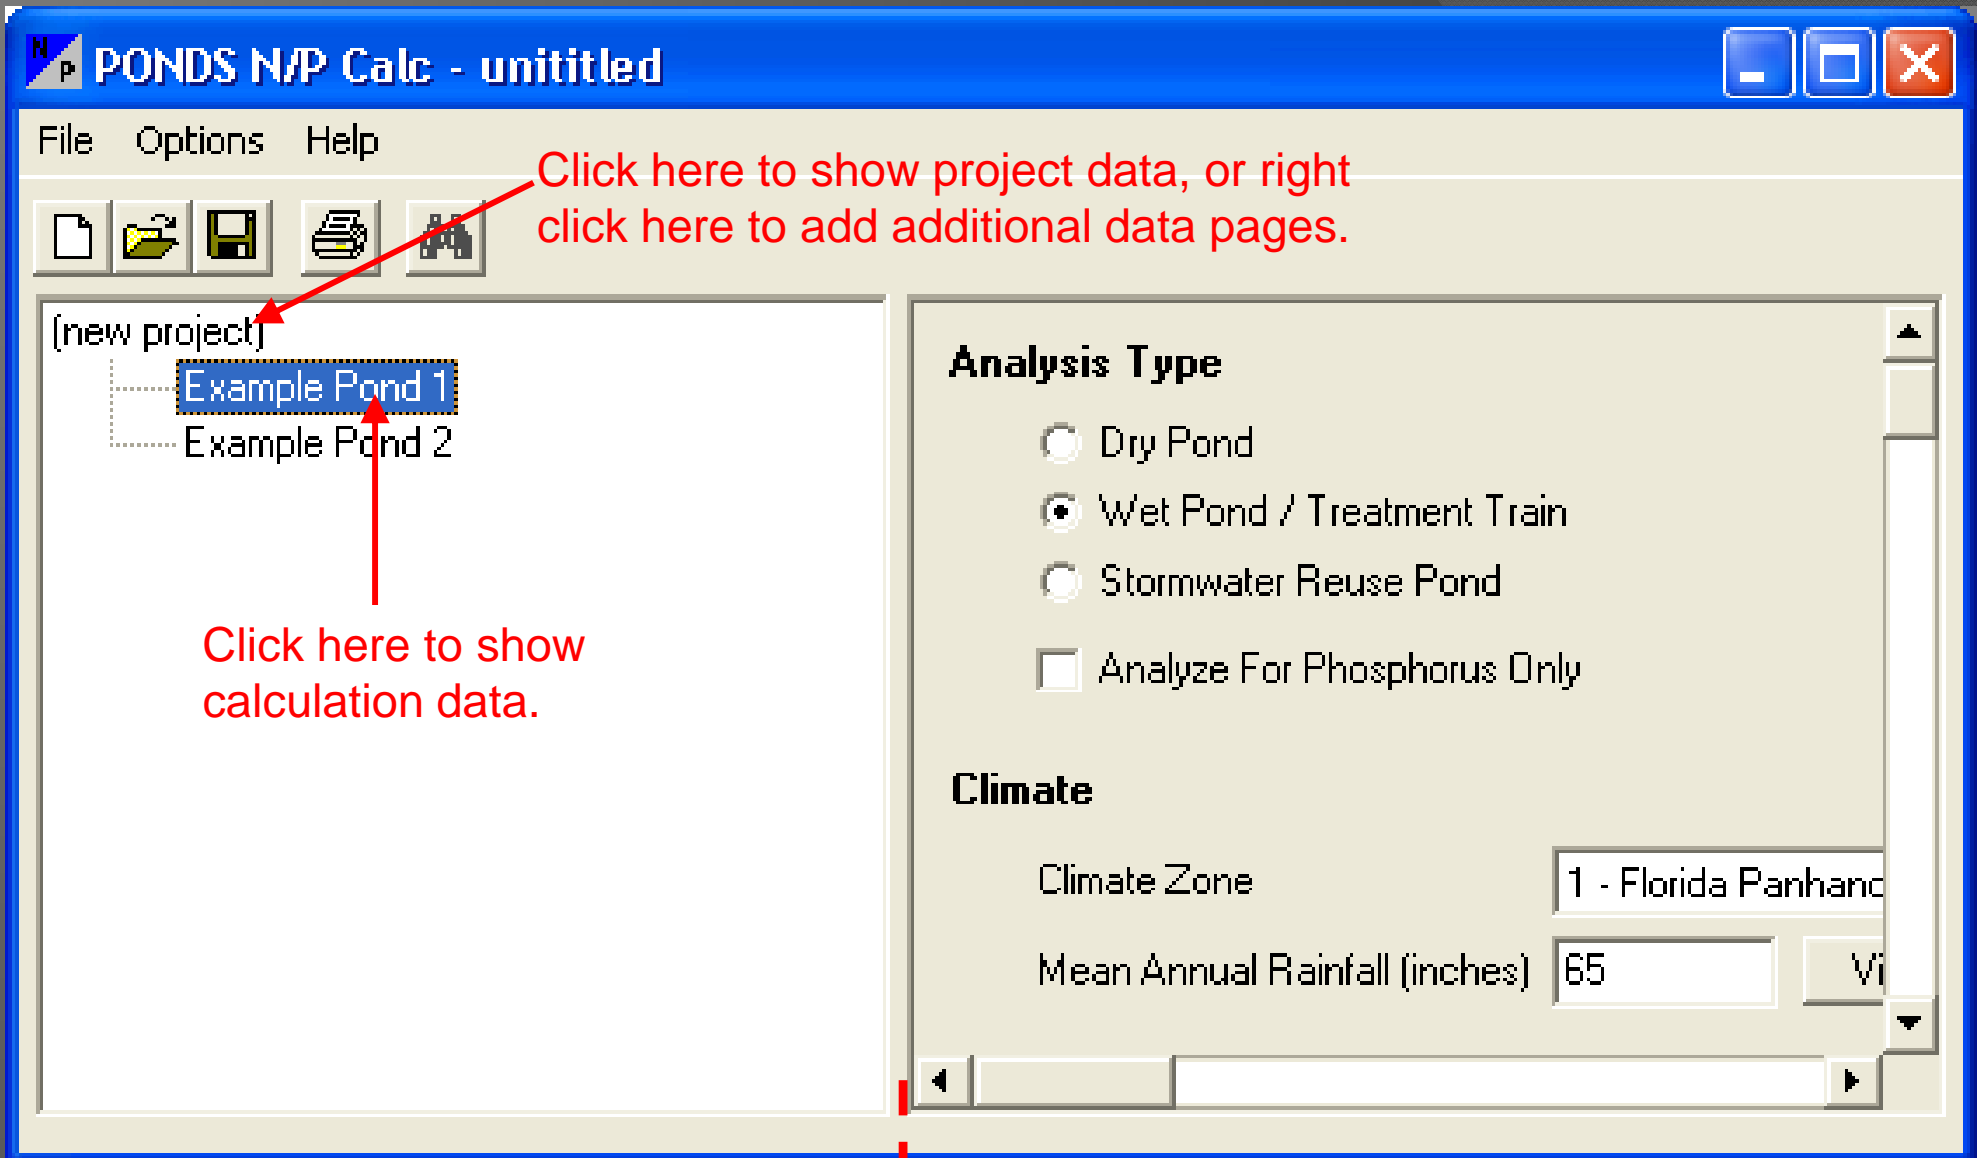 N/P PONDS N/P Calc - unititled
File Options Help
Click here to show project data, or right
click here to add additional data pages.
(new project)
Example Pond 1
Example Pond 2
Click here to show
calculation data.
Analysis Type
Dry Pond
Wet Pond / Treatment Train
Stormwater Reuse Pond
Analyze For Phosphorus Only
Climate
Climate Zone 1 - Florida Panhand
Mean Annual Rainfall (inches) 65 Vi